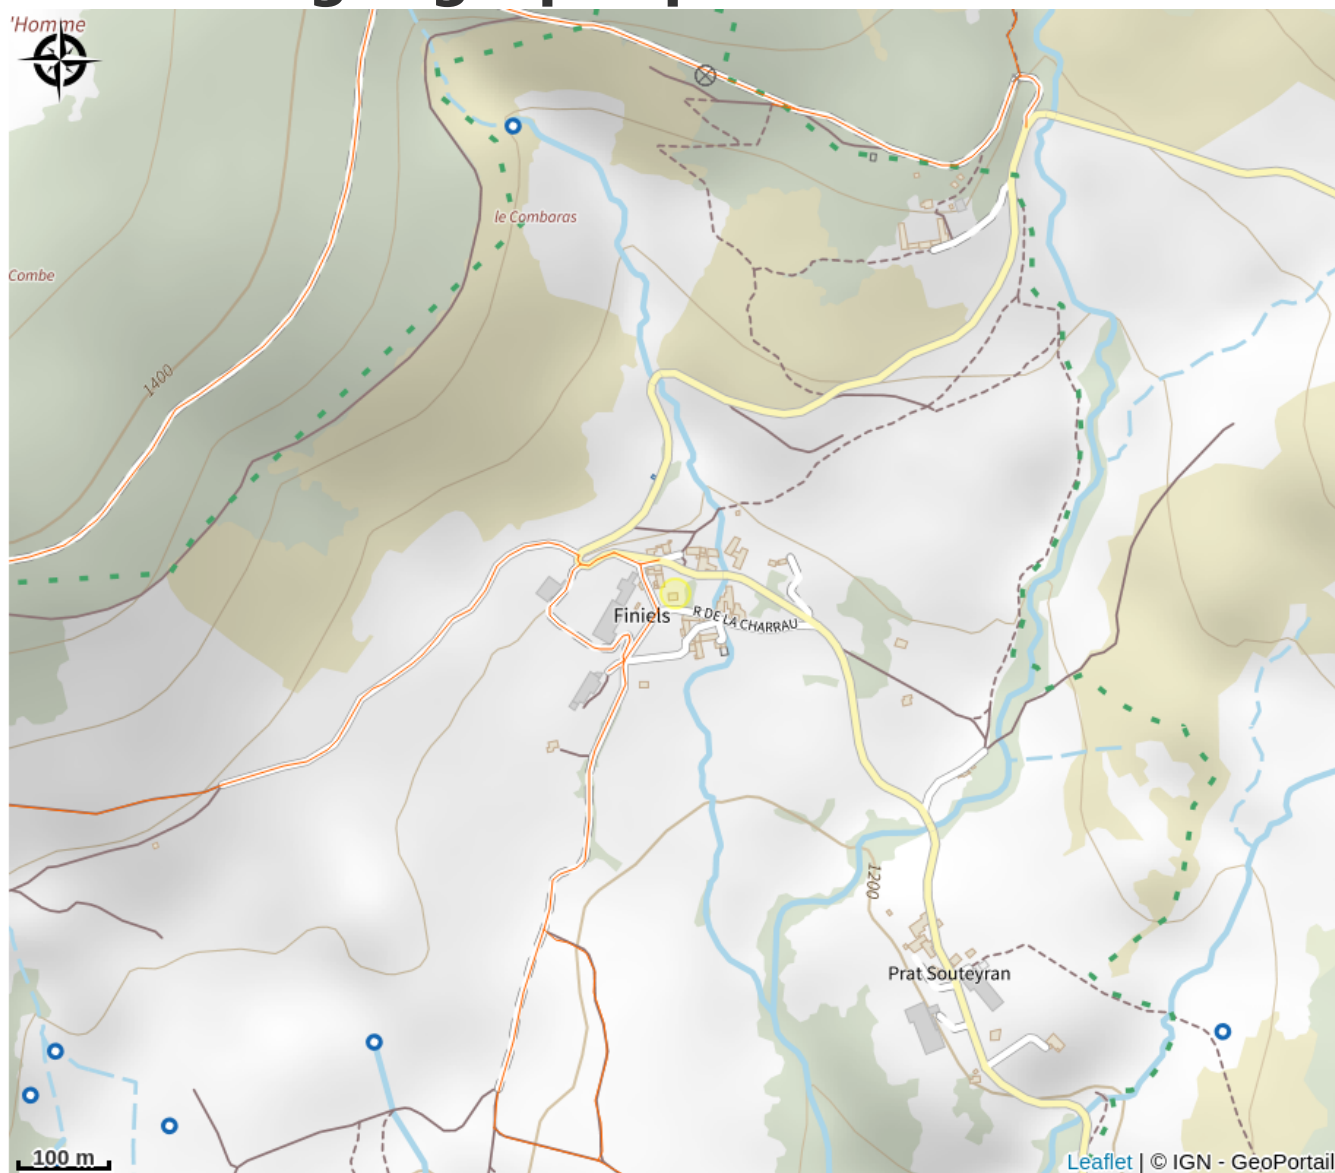 l'Homme
le Combaras
Combe
1400
Finiels
R DE LA CHARRAU
1200
Prat Souteyran
100 m
Leaflet | © IGN - GeoPortail